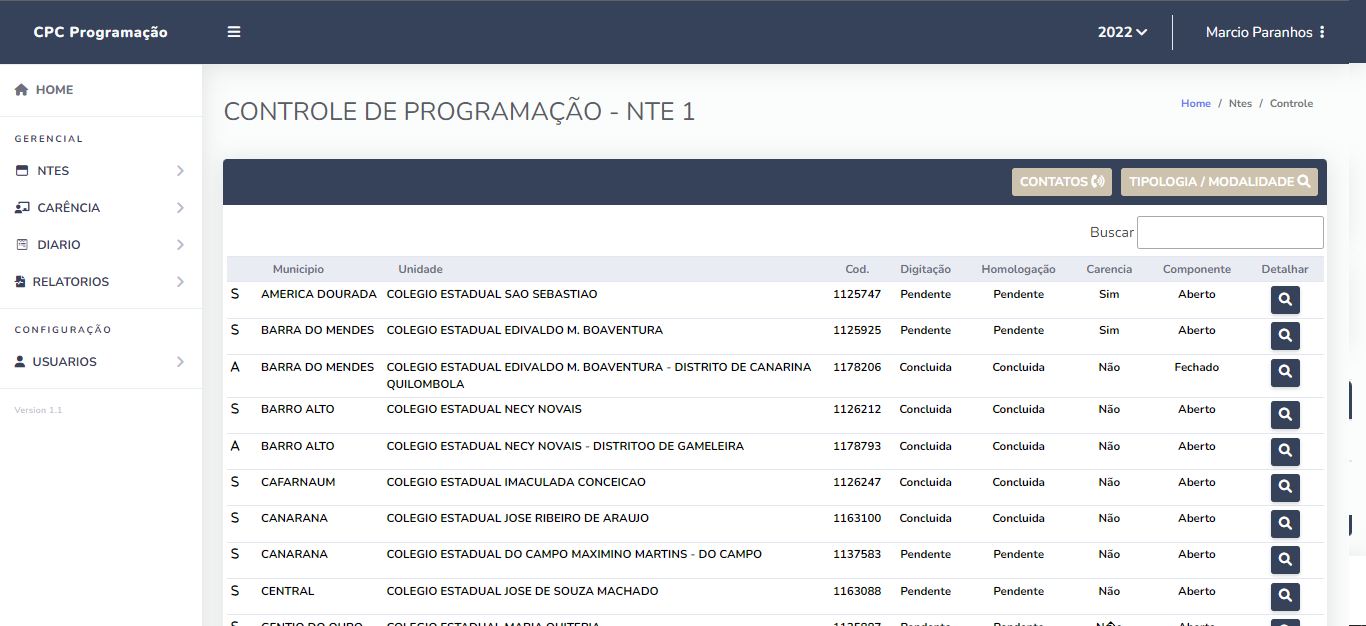 CPC Programação
2022
Marcio Paranhos
HOME
GERENCIAL
NTES
CARÊNCIA
DIARIO
RELATORIOS
CONFIGURAÇÃO
USUARIOS
Version 1.1
CONTROLE DE PROGRAMAÇÃO - NTE 1
Home / Ntes / Controle
CONTATOS
TIPOLOGIA / MODALIDADE
Buscar
Municipio Unidade Cod. Digitação Homologação Carencia Componente Detalhar
S AMERICA DOURADA COLEGIO ESTADUAL SAO SEBASTIAO 1125747 Pendente Pendente Sim Aberto
S BARRA DO MENDES COLEGIO ESTADUAL EDIVALDO M. BOAVENTURA 1125925 Pendente Pendente Sim Aberto
A BARRA DO MENDES COLEGIO ESTADUAL EDIVALDO M. BOAVENTURA - DISTRITO DE CANARINA 1178206 Concluida Concluida Não Fechado
QUILOMBOLA
S BARRO ALTO COLEGIO ESTADUAL NECY NOVAIS 1126212 Concluida Concluida Não Aberto
A BARRO ALTO COLEGIO ESTADUAL NECY NOVAIS - DISTRITOO DE GAMELEIRA 1178793 Concluida Concluida Não Aberto
S CAFARNAUM COLEGIO ESTADUAL IMACULADA CONCEICAO 1126247 Concluida Concluida Não Aberto
S CANARANA COLEGIO ESTADUAL JOSE RIBEIRO DE ARAUJO 1163100 Concluida Concluida Não Aberto
S CANARANA COLEGIO ESTADUAL DO CAMPO MAXIMINO MARTINS - DO CAMPO 1137583 Pendente Pendente Não Aberto
S CENTRAL COLEGIO ESTADUAL JOSE DE SOUZA MACHADO 1163088 Pendente Pendente Não Aberto
S GENTIO DO OURO COLEGIO ESTADUAL MARIA QUITERIA Pendente Pendente Aberto